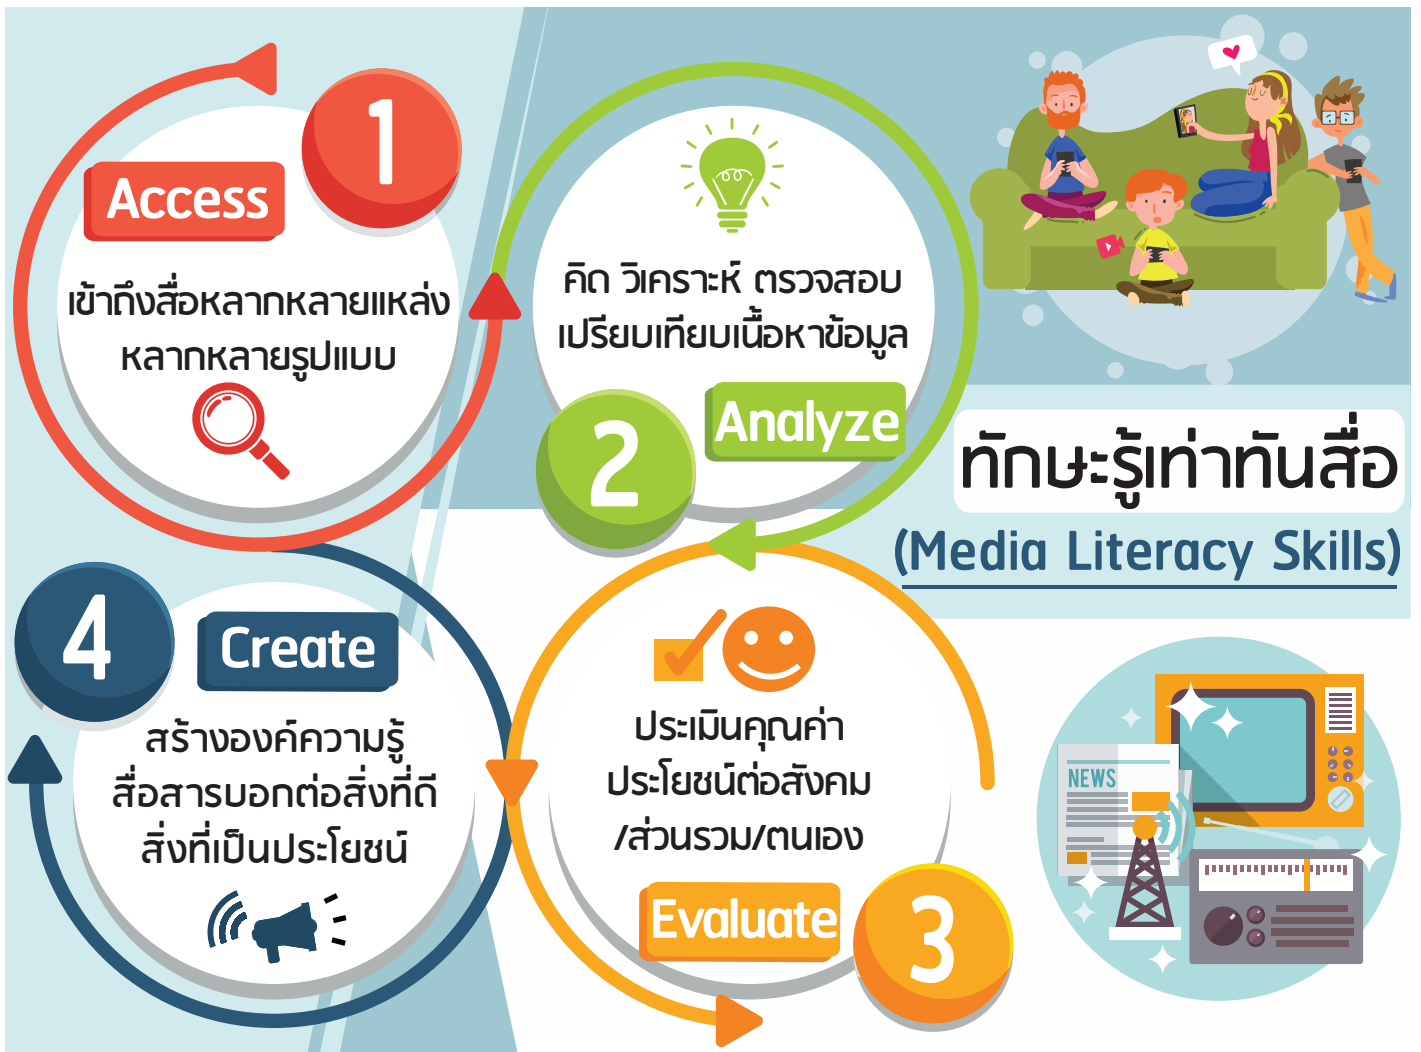 1
Access
เข้าถึงสื่อหลากหลายแหล่ง
หลากหลายรูปแบบ
คิด วิเคราะห์ ตรวจสอบ
เปรียบเทียบเนื้อหาข้อมูล
2
Analyze
ทักษะรู้เท่าทันสื่อ
(Media Literacy Skills)
ประเมินคุณค่า
ประโยชน์ต่อสังคม
/ส่วนรวม/ตนเอง
Evaluate
3
4
Create
สร้างองค์ความรู้
สื่อสารบอกต่อสิ่งที่ดี
สิ่งที่เป็นประโยชน์
NEWS